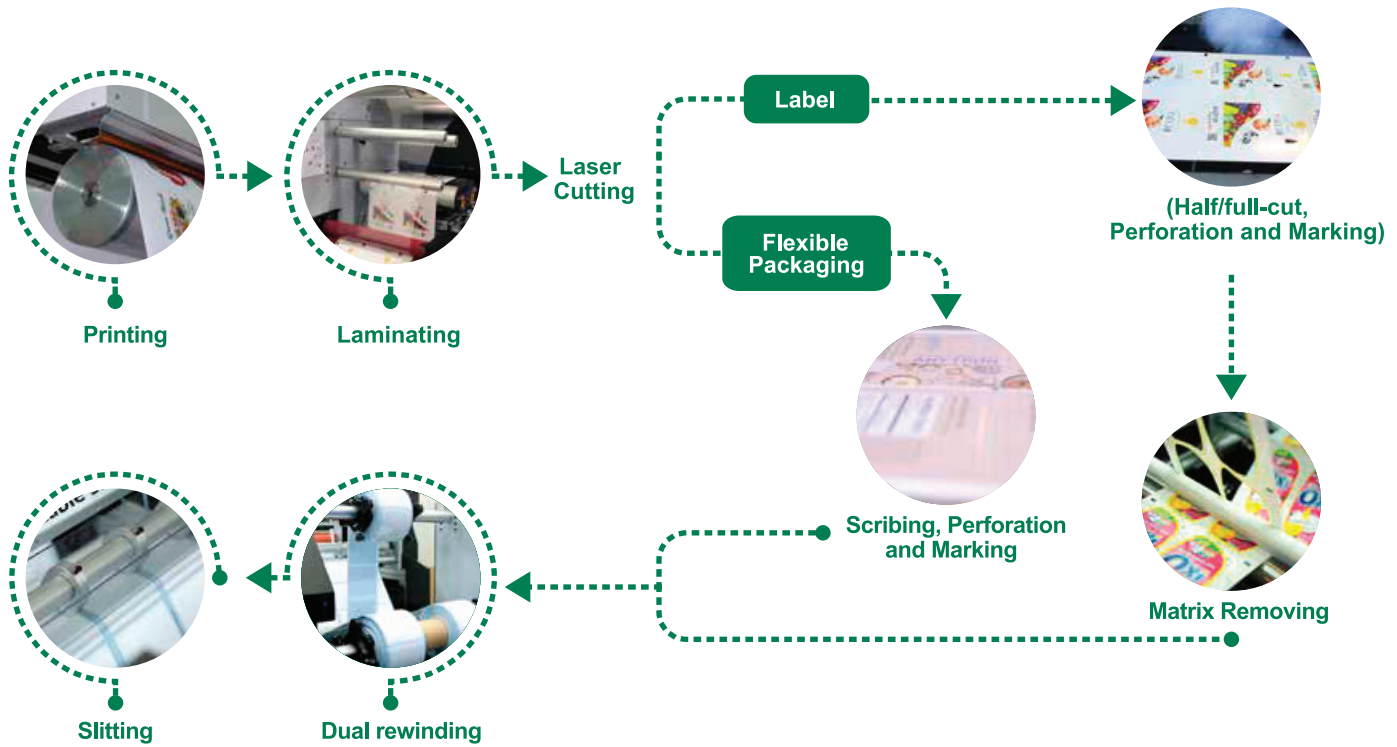 Label
Laser
Cutting
(Half/full-cut,
Perforation and Marking)
Flexible
Packaging
Printing
Laminating
Scribing, Perforation
and Marking
Matrix Removing
OXI
Slitting
Dual rewinding